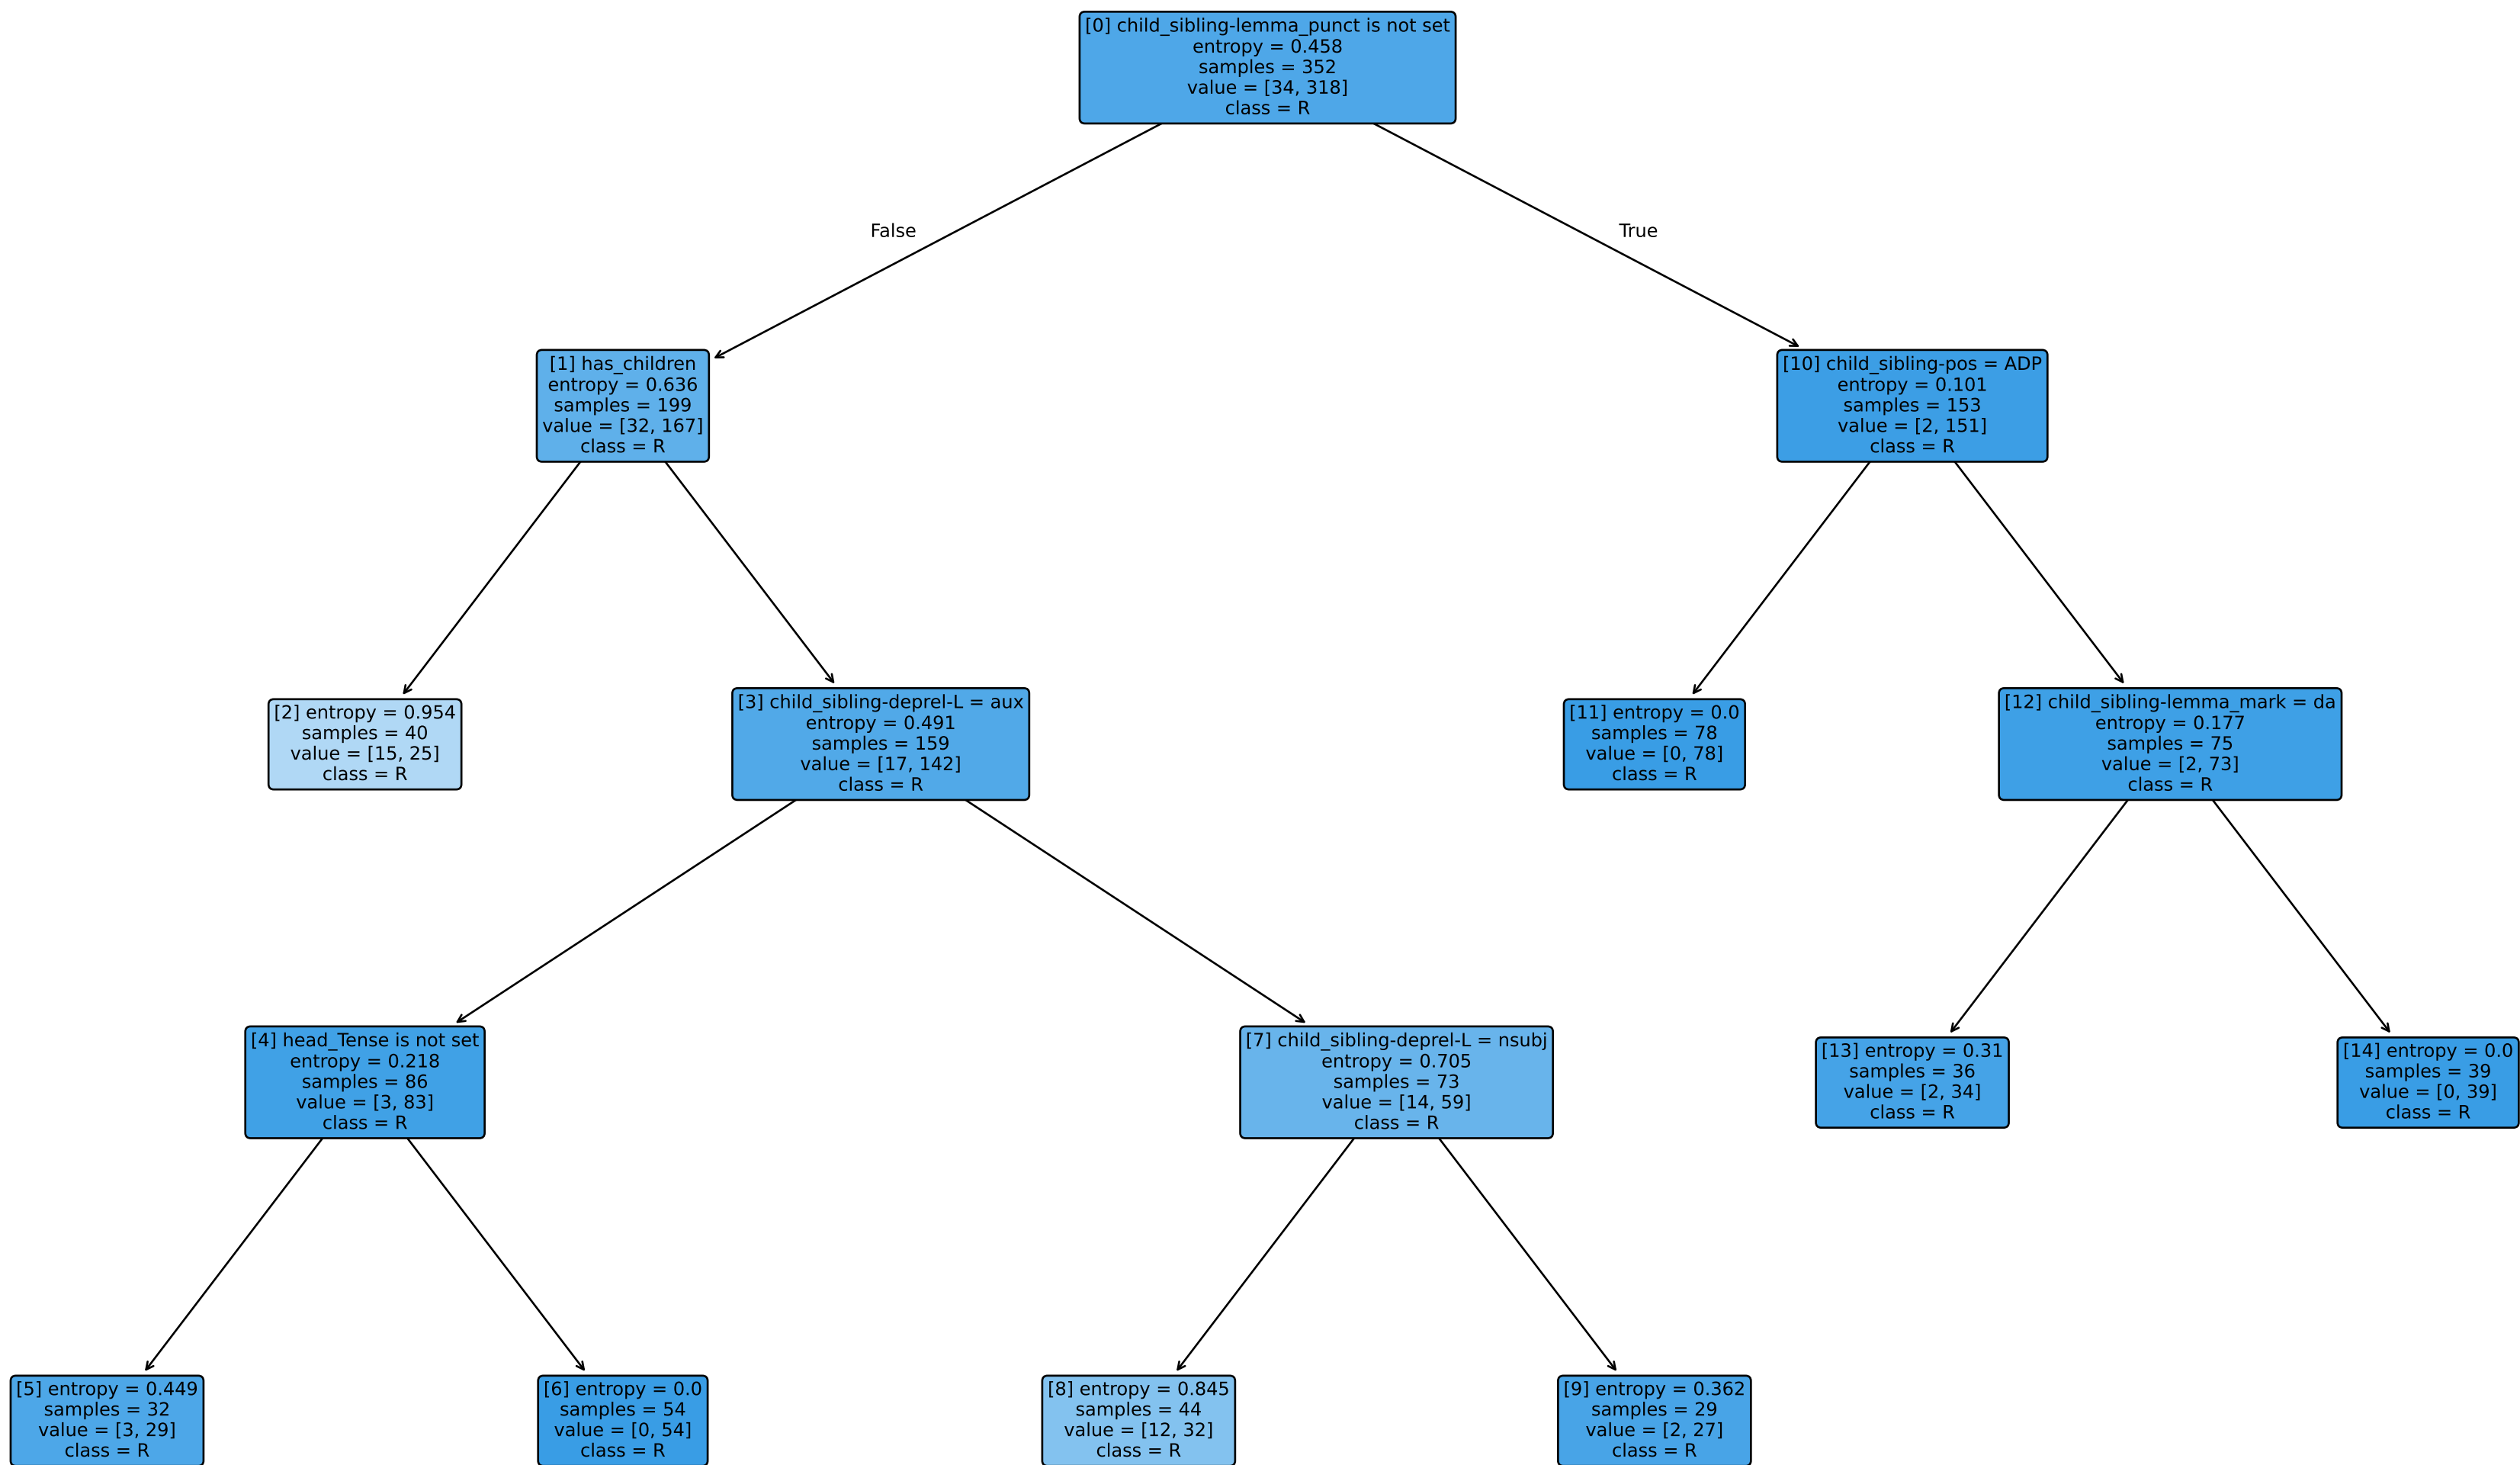 [0] child_sibling-lemma_punct is not set
entropy = 0.458
samples = 352
value = [34, 318]
class = R
False
True
[1] has_children
entropy = 0.636
samples = 199
value = [32, 167]
class = R
[10] child_sibling-pos = ADP
entropy = 0.101
samples = 153
value = [2, 151]
class = R
[2] entropy = 0.954
samples = 40
value = [15, 25]
class = R
[3] child_sibling-deprel-L = aux
entropy = 0.491
samples = 159
value = [17, 142]
class = R
[11] entropy = 0.0
samples = 78
value = [0, 78]
class = R
[12] child_sibling-lemma_mark = da
entropy = 0.177
samples = 75
value = [2, 73]
class = R
[4] head_Tense is not set
entropy = 0.218
samples = 86
value = [3, 83]
class = R
[7] child_sibling-deprel-L = nsubj
entropy = 0.705
samples = 73
value = [14, 59]
class = R
[13] entropy = 0.31
samples = 36
value = [2, 34]
class = R
[14] entropy = 0.0
samples = 39
value = [0, 39]
class = R
[5] entropy = 0.449
samples = 32
value = [3, 29]
class = R
[6] entropy = 0.0
samples = 54
value = [0, 54]
class = R
[8] entropy = 0.845
samples = 44
value = [12, 32]
class = R
[9] entropy = 0.362
samples = 29
value = [2, 27]
class = R